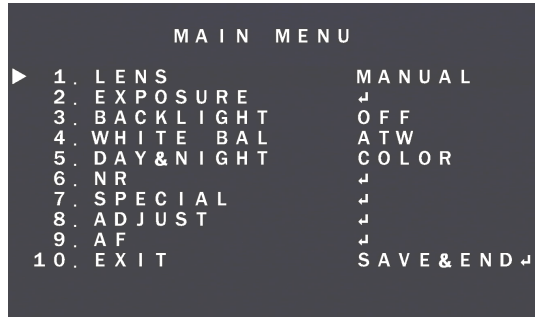 MAIN MENU
▶ 1. LENS MANUAL
2. EXPOSURE ↵
3. BACKLIGHT OFF
4. WHITE BAL ATW
5. DAY&NIGHT COLOR
6. NR ↵
7. SPECIAL ↵
8. ADJUST ↵
9. AF ↵
10. EXIT SAVE&END↵